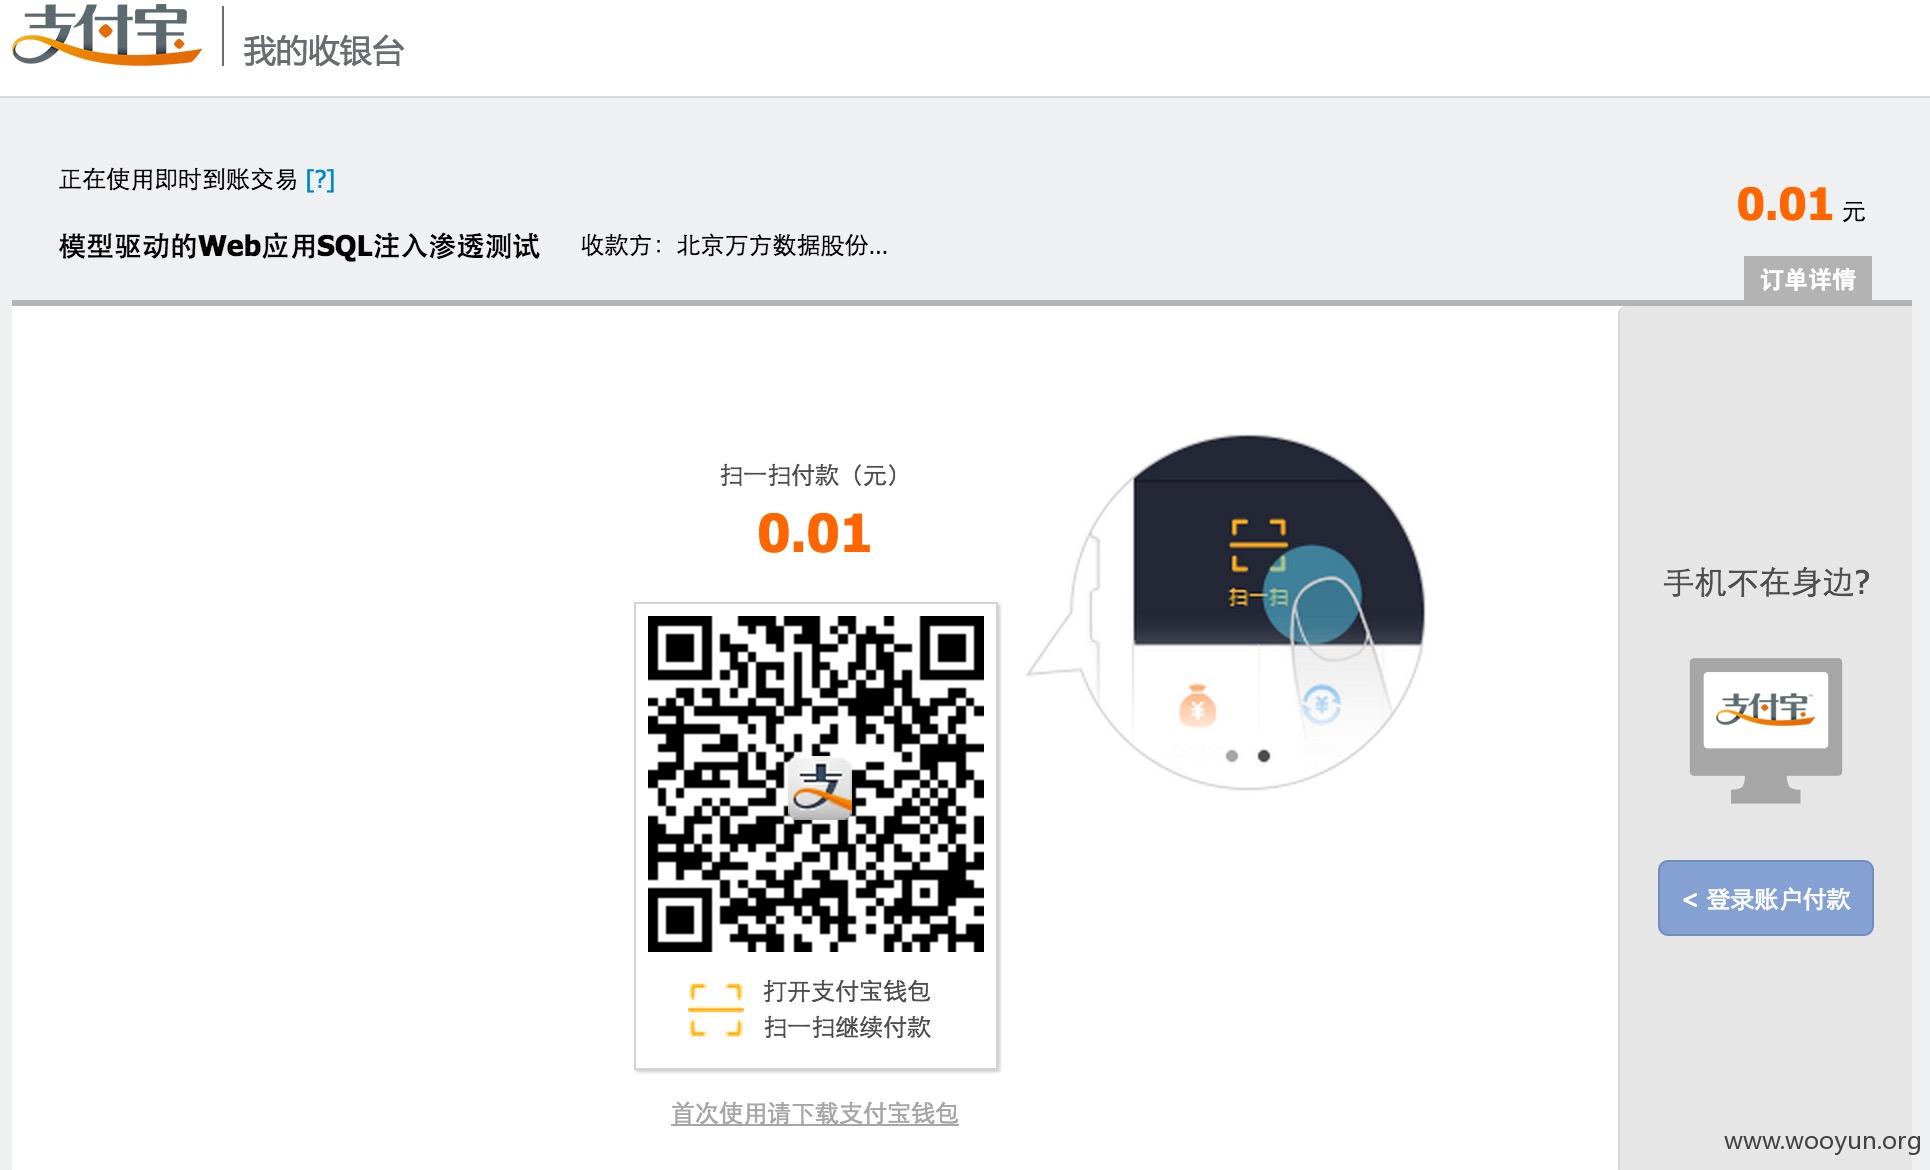 支付宝
我的收银台
正在使用即时到账交易 [?]
0.01 元
模型驱动的Web应用SQL注入渗透测试 收款方：北京万方数据股份...
订单详情
扫一扫付款（元）
0.01
扫一扫
支
打开支付宝钱包
扫一扫继续付款
首次使用请下载支付宝钱包
手机不在身边?
支付宝
< 登录账户付款
www.wooyun.org